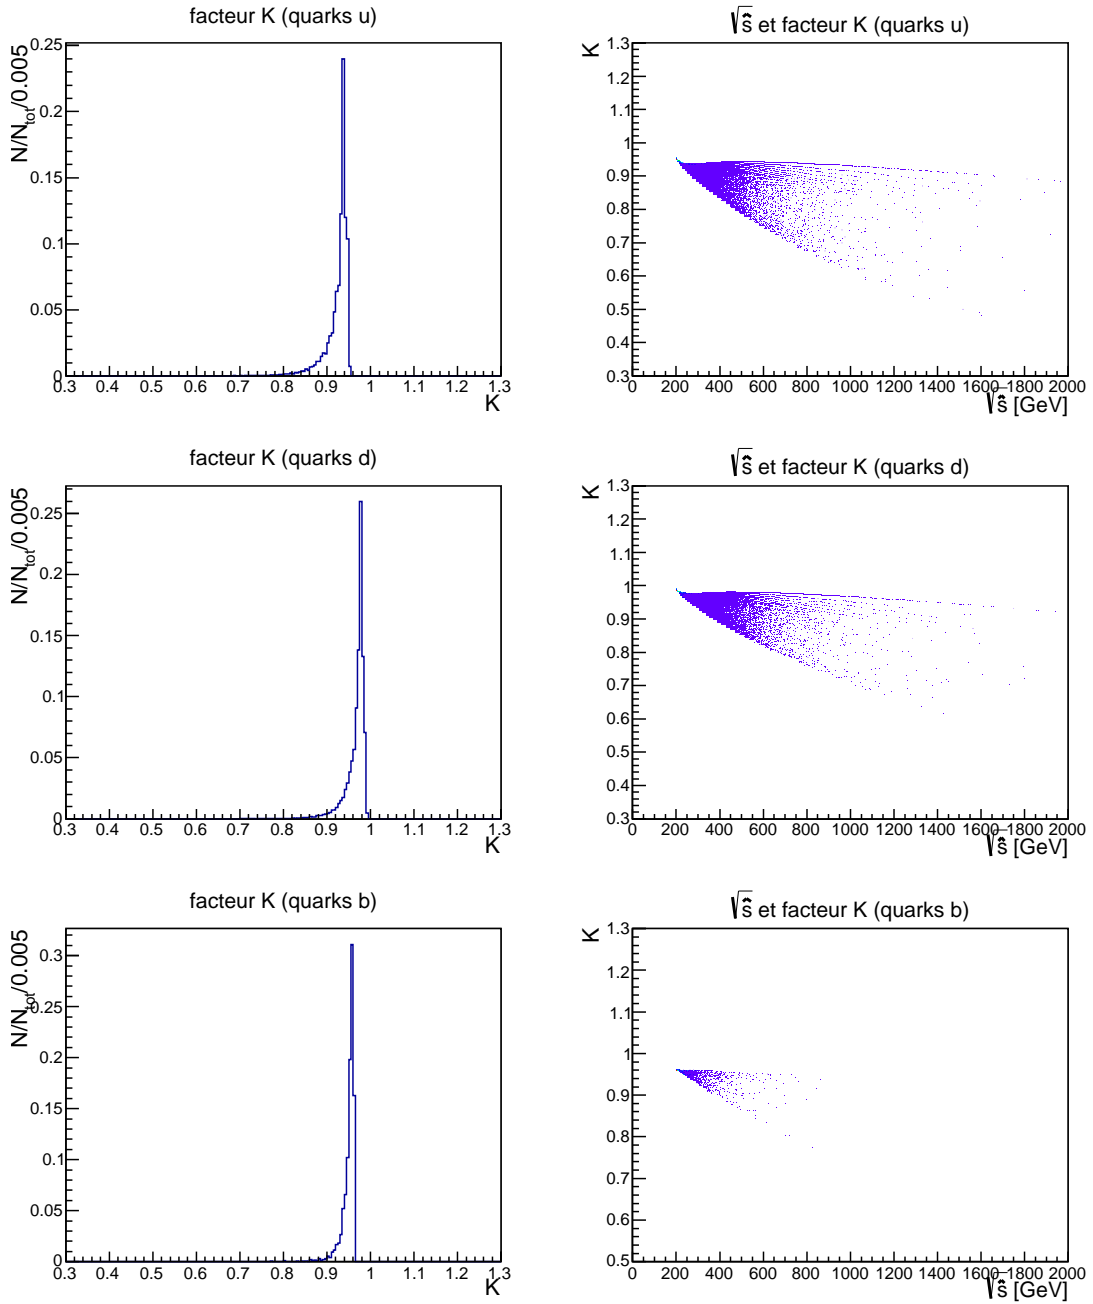 facteur K (quarks u)
N/N_tot/0.005
0.25
0.2
0.15
0.1
0.05
0
0.3 0.4 0.5 0.6 0.7 0.8 0.9 1 1.1 1.2 1.3
K
√ŝ et facteur K (quarks u)
K
1.3
1.2
1.1
1
0.9
0.8
0.7
0.6
0.5
0.4
0.3
0 200 400 600 800 1000 1200 1400 1600 1800 2000
√ŝ [GeV]
facteur K (quarks d)
N/N_tot/0.005
0.25
0.2
0.15
0.1
0.05
0
0.3 0.4 0.5 0.6 0.7 0.8 0.9 1 1.1 1.2 1.3
K
√ŝ et facteur K (quarks d)
K
1.3
1.2
1.1
1
0.9
0.8
0.7
0.6
0.5
0.4
0.3
0 200 400 600 800 1000 1200 1400 1600 1800 2000
√ŝ [GeV]
facteur K (quarks b)
N/N_tot/0.005
0.3
0.25
0.2
0.15
0.1
0.05
0
0.3 0.4 0.5 0.6 0.7 0.8 0.9 1 1.1 1.2 1.3
K
√ŝ et facteur K (quarks b)
K
1.3
1.2
1.1
1
0.9
0.8
0.7
0.6
0.5
0 200 400 600 800 1000 1200 1400 1600 1800 2000
√ŝ [GeV]